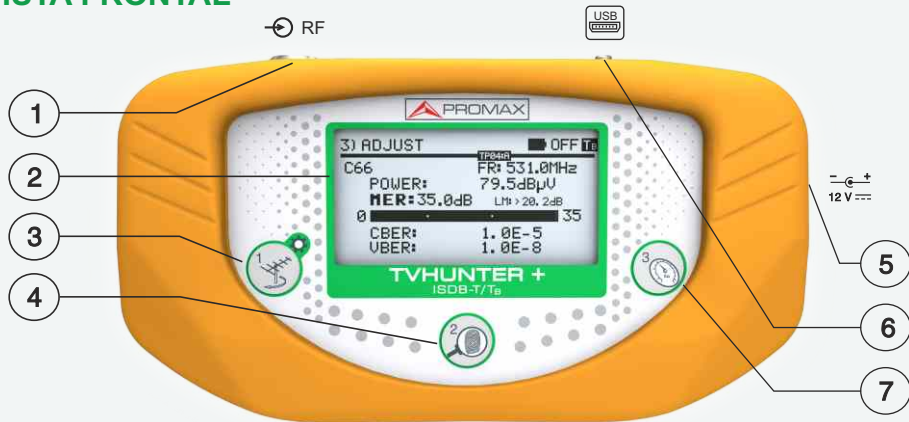 VISTA FRONTAL
RF
USB
1
PROMAX
3) ADJUST OFF TB
TP04tA
C66 FR: 531.0MHz
POWER: 79.5dBµV
MER:35.0dB LM:>20.2dB
0 35
CBER: 1.0E-5
VBER: 1.0E-8
2
- +
12 V
3
1
3
TVHUNTER +
ISDB-T/TB
5
4
2
6
7